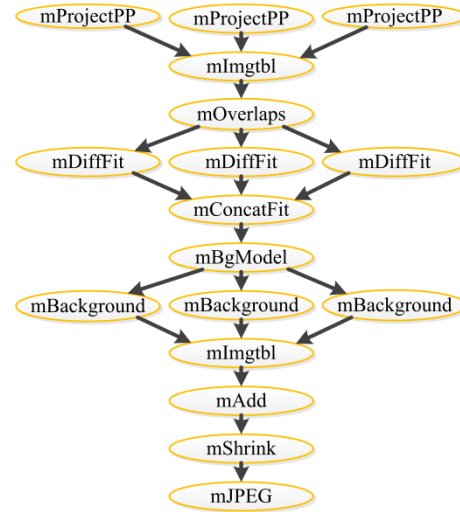 mProjectPP mProjectPP mProjectPP
mImgtbl
mOverlaps
mDiffFit mDiffFit mDiffFit
mConcatFit
mBgModel
mBackground mBackground mBackground
mImgtbl
mAdd
mShrink
mJPEG